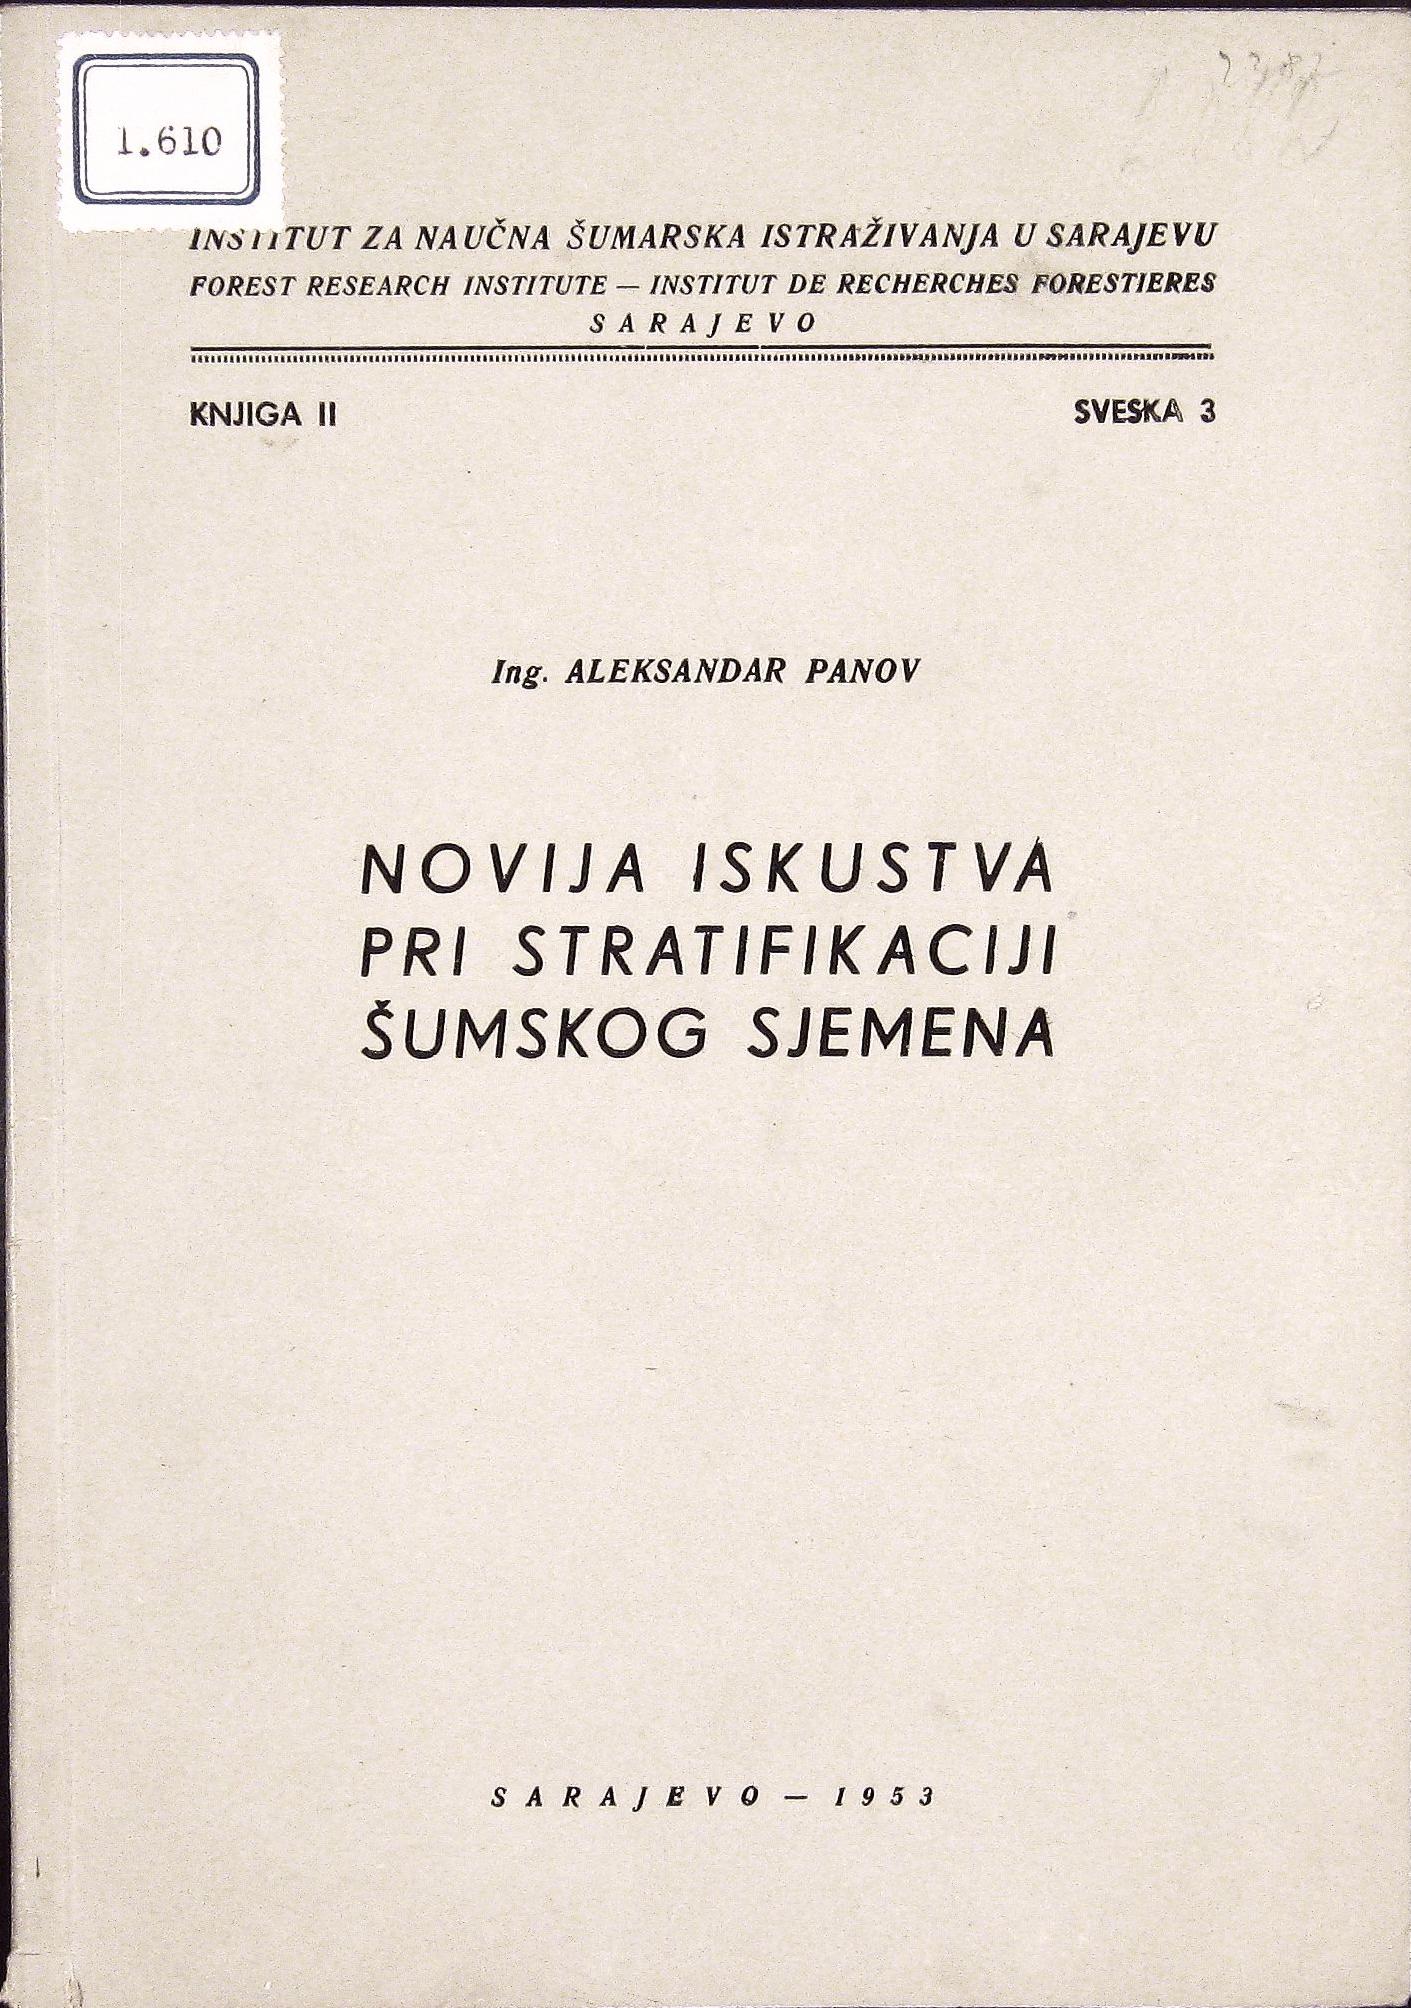 1.610
INSTITUT ZA NAUČNA ŠUMARSKA ISTRAŽIVANJA U SARAJEVU
FOREST RESEARCH INSTITUTE — INSTITUT DE RECHERCHES FORESTIERES
SARAJEVO
KNJIGA II SVESKA 3
Ing. ALEKSANDAR PANOV
NOVIJA ISKUSTVA
PRI STRATIFIKACIJI
ŠUMSKOG SJEMENA
SARAJEVO — 1953